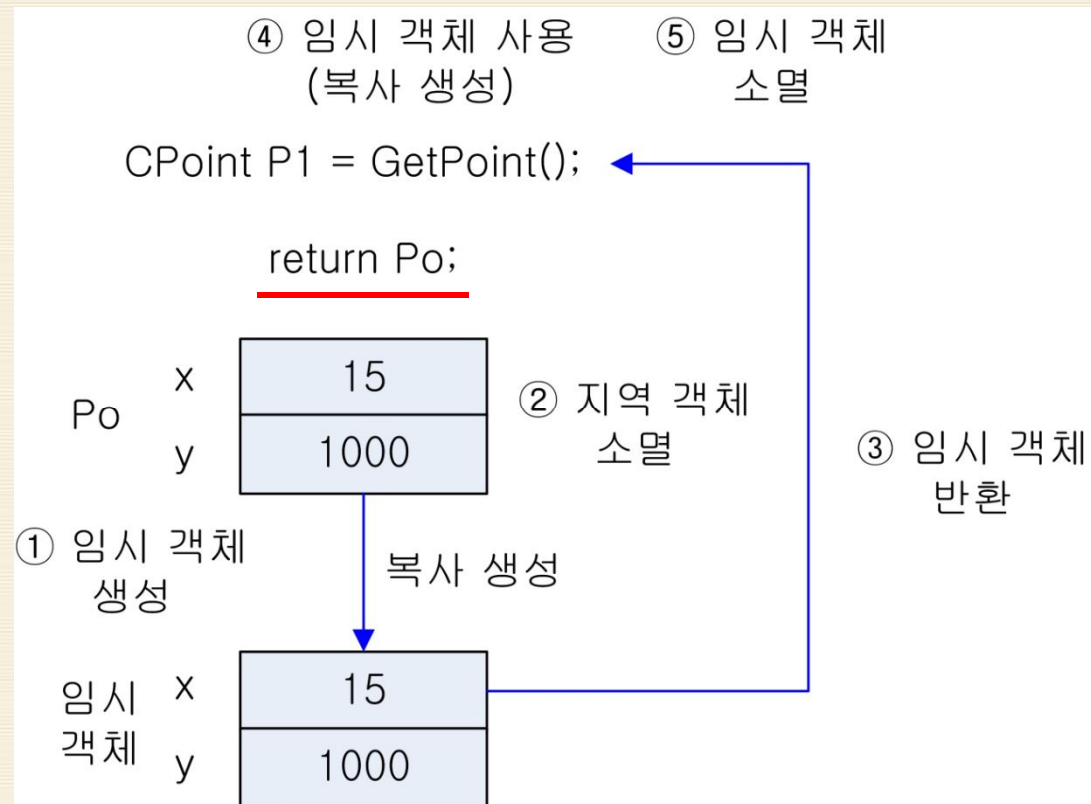 ④ 임시 객체 사용
(복사 생성)
⑤ 임시 객체
소멸
CPoint P1 = GetPoint();
return Po;
Po
x
15
y
1000
② 지역 객체
소멸
③ 임시 객체
반환
① 임시 객체
생성
복사 생성
임시
객체
x
15
y
1000